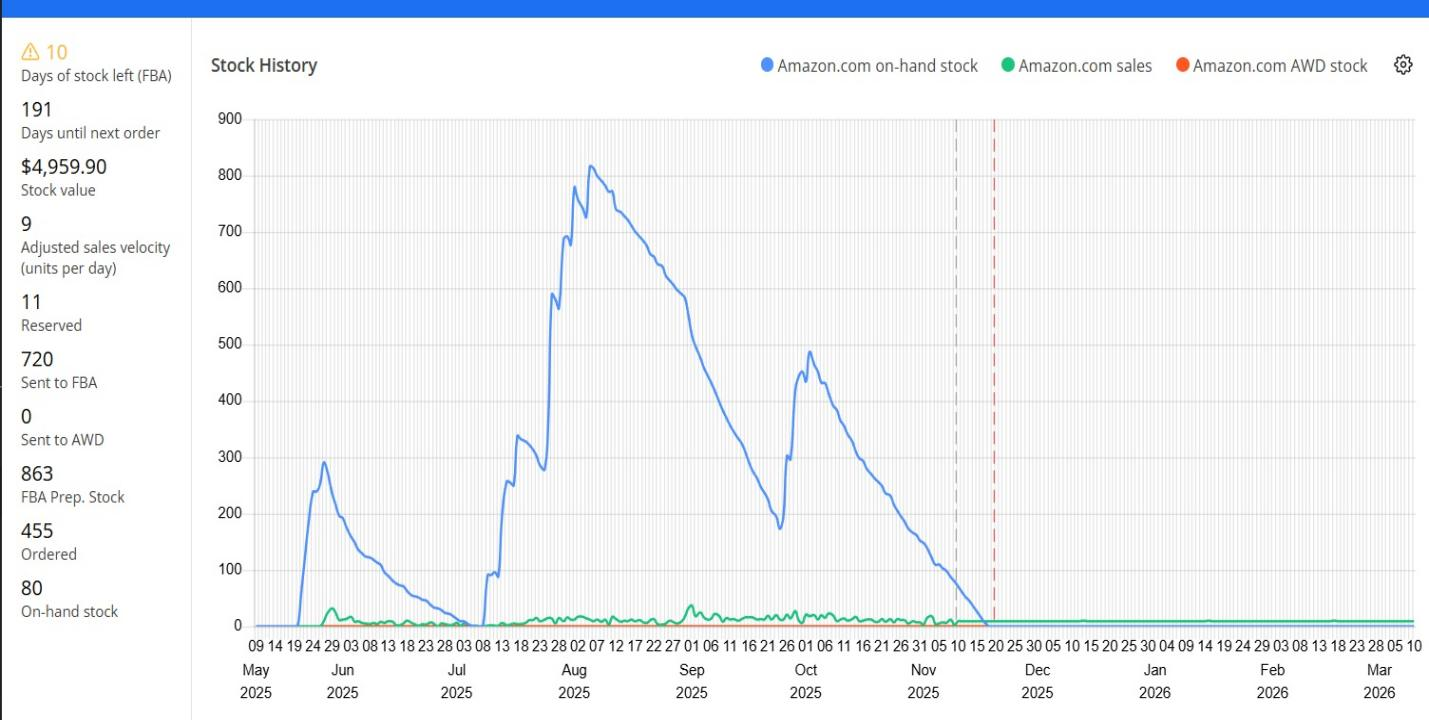 10
Days of stock left (FBA)
191
Days until next order
$4,959.90
Stock value
9
Adjusted sales velocity
(units per day)
11
Reserved
720
Sent to FBA
0
Sent to AWD
863
FBA Prep. Stock
455
Ordered
80
On-hand stock
Stock History
Amazon.com on-hand stock Amazon.com sales Amazon.com AWD stock
900
800
700
600
500
400
300
200
100
0
09 14 19 24 29 03 08 13 18 23 28 03 08 13 18 23 28 02 07 12 17 22 27 01 06 11 16 21 26 01 06 11 16 21 26 31 05 10 15 20 25 30 05 10 15 20 25 30 04 09 14 19 24 29 03 08 13 18 23 28 05 10
May Jun Jul Aug Sep Oct Nov Dec Jan Feb Mar
2025 2025 2025 2025 2025 2025 2025 2025 2026 2026 2026